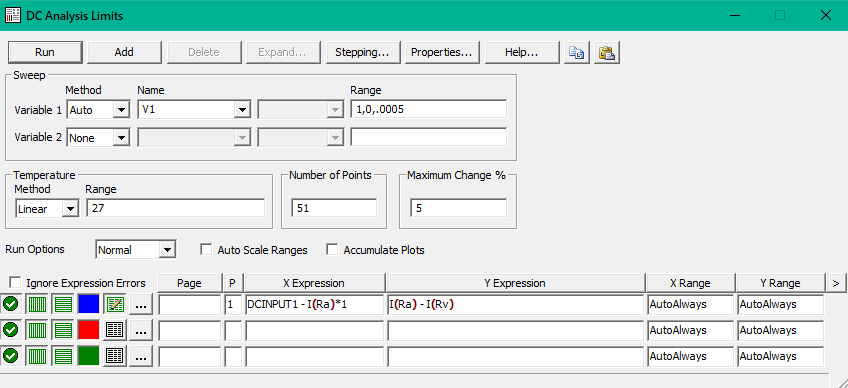 DC Analysis Limits
Run Add Delete Expand... Stepping... Properties... Help...
Sweep
Method Name Range
Variable 1 Auto V1 1,0,.0005
Variable 2 None
Temperature Number of Points Maximum Change %
Method Range
Linear 27 51 5
Run Options Normal Auto Scale Ranges Accumulate Plots
Ignore Expression Errors Page P X Expression Y Expression X Range Y Range >
... 1 DCINPUT1-I(Ra)*1 I(Ra)-I(Rv) AutoAlways AutoAlways
... AutoAlways AutoAlways
... AutoAlways AutoAlways